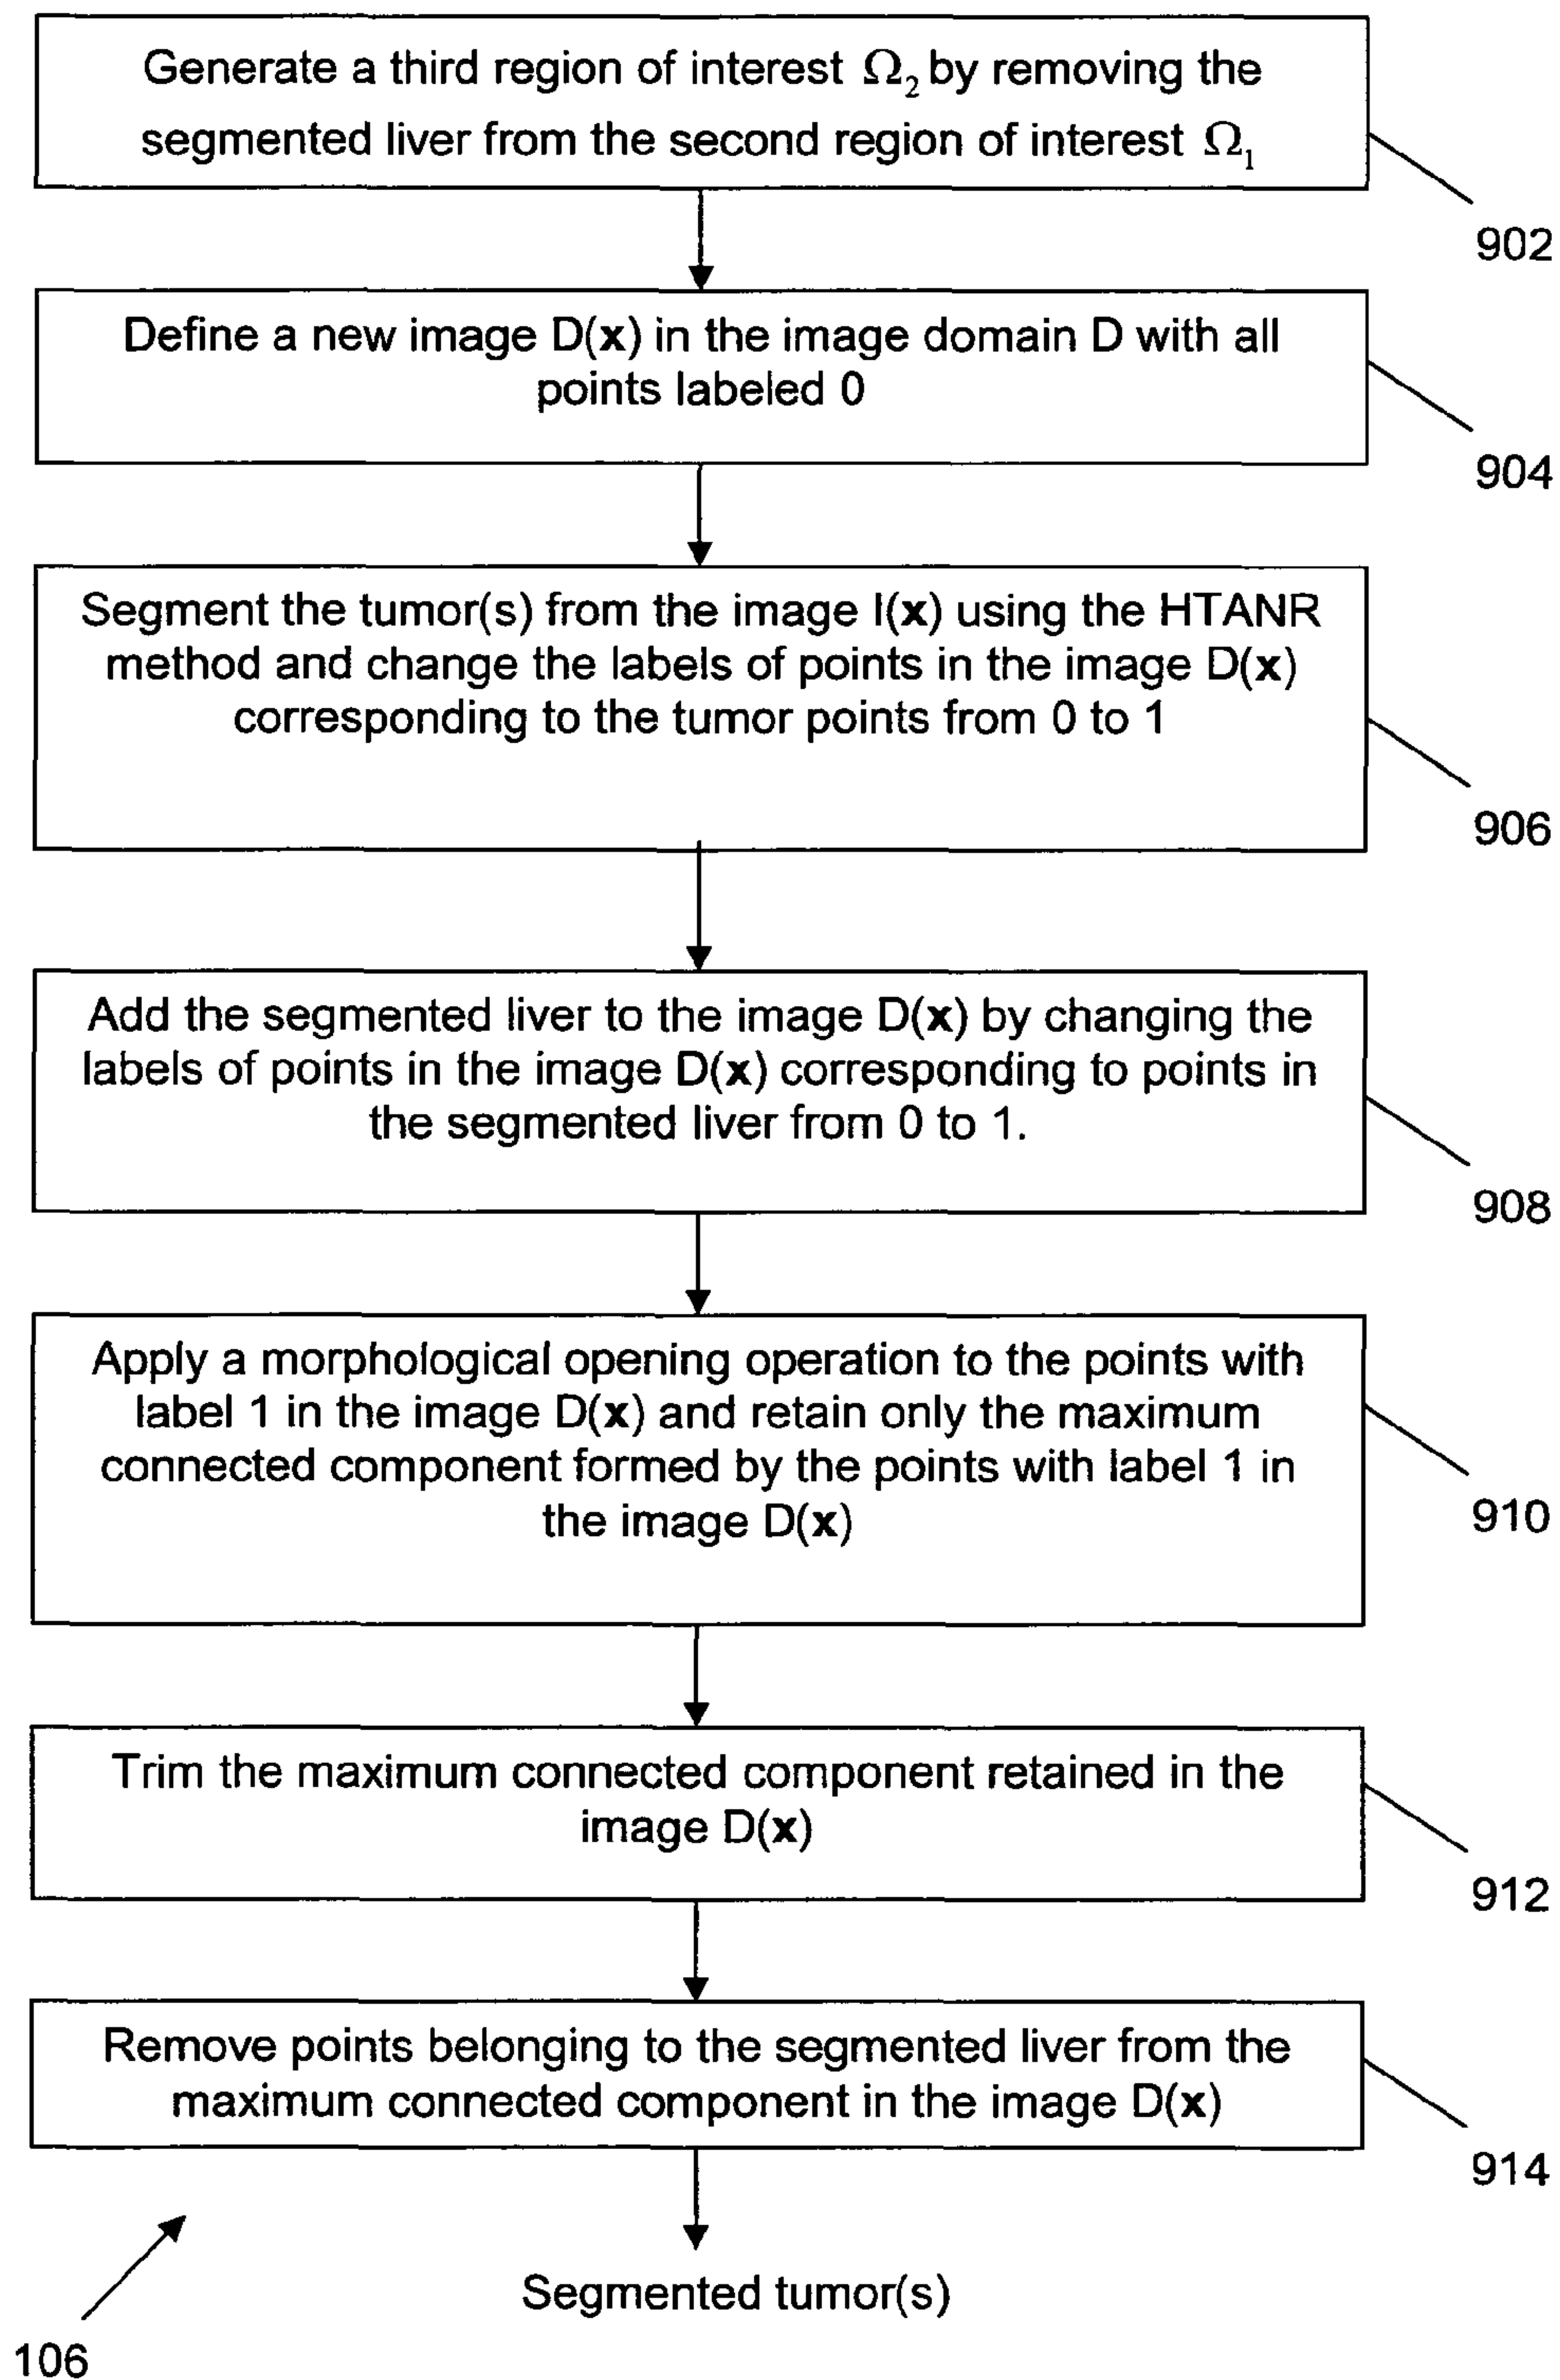 Generate a third region of interest Ω₂ by removing the
segmented liver from the second region of interest Ω₁
902
Define a new image D(x) in the image domain D with all
points labeled 0
904
Segment the tumor(s) from the image I(x) using the HTANR
method and change the labels of points in the image D(x)
corresponding to the tumor points from 0 to 1
906
Add the segmented liver to the image D(x) by changing the
labels of points in the image D(x) corresponding to points in
the segmented liver from 0 to 1.
908
Apply a morphological opening operation to the points with
label 1 in the image D(x) and retain only the maximum
connected component formed by the points with label 1 in
the image D(x)
910
Trim the maximum connected component retained in the
image D(x)
912
Remove points belonging to the segmented liver from the
maximum connected component in the image D(x)
914
Segmented tumor(s)
106